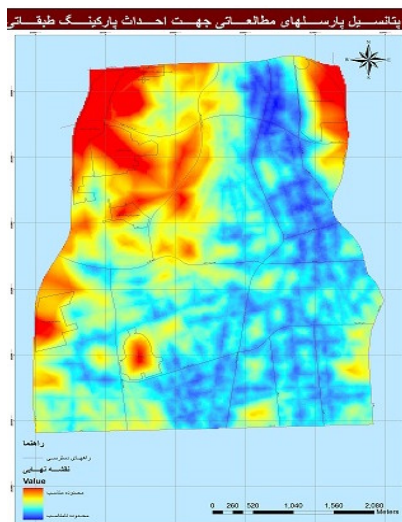 پتانسیل پارسلهای مطالعاتی جهت احداث پارکینگ طبقاتی
N
راهنما
راههای دسترسی
نقشه نهایی
Value
محدوده مناسب
محدوده نامناسب
0 260 520 1,040 1,560 2,080
Meters